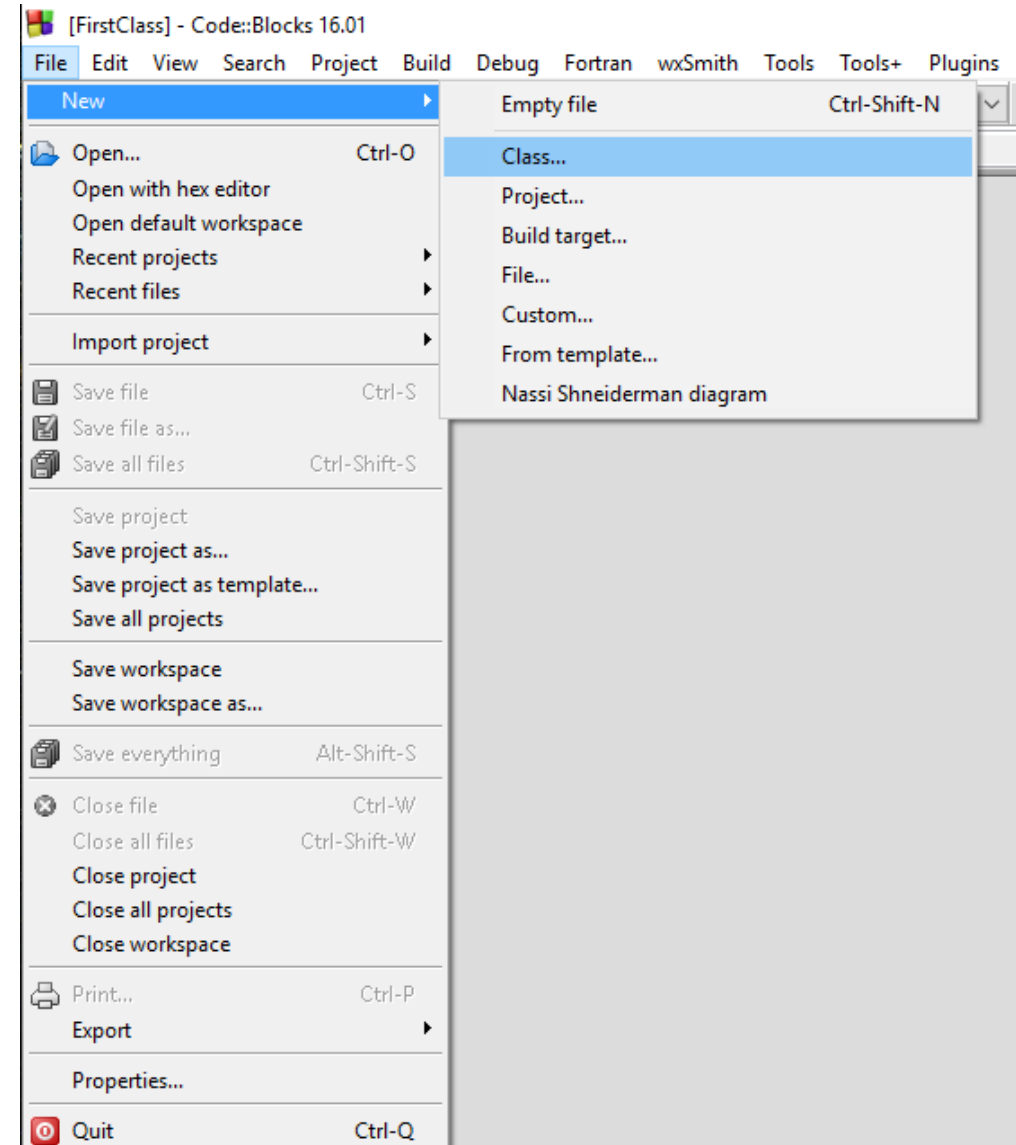 [FirstClass] - Code::Blocks 16.01
File Edit View Search Project Build Debug Fortran wxSmith Tools Tools+ Plugins
New
Empty file Ctrl-Shift-N
Class...
Project...
Build target...
File...
Custom...
From template...
Nassi Shneiderman diagram
Open... Ctrl-O
Open with hex editor
Open default workspace
Recent projects
Recent files
Import project
Save file Ctrl-S
Save file as...
Save all files Ctrl-Shift-S
Save project
Save project as...
Save project as template...
Save all projects
Save workspace
Save workspace as...
Save everything Alt-Shift-S
Close file Ctrl-W
Close all files Ctrl-Shift-W
Close project
Close all projects
Close workspace
Print... Ctrl-P
Export
Properties...
Quit Ctrl-Q